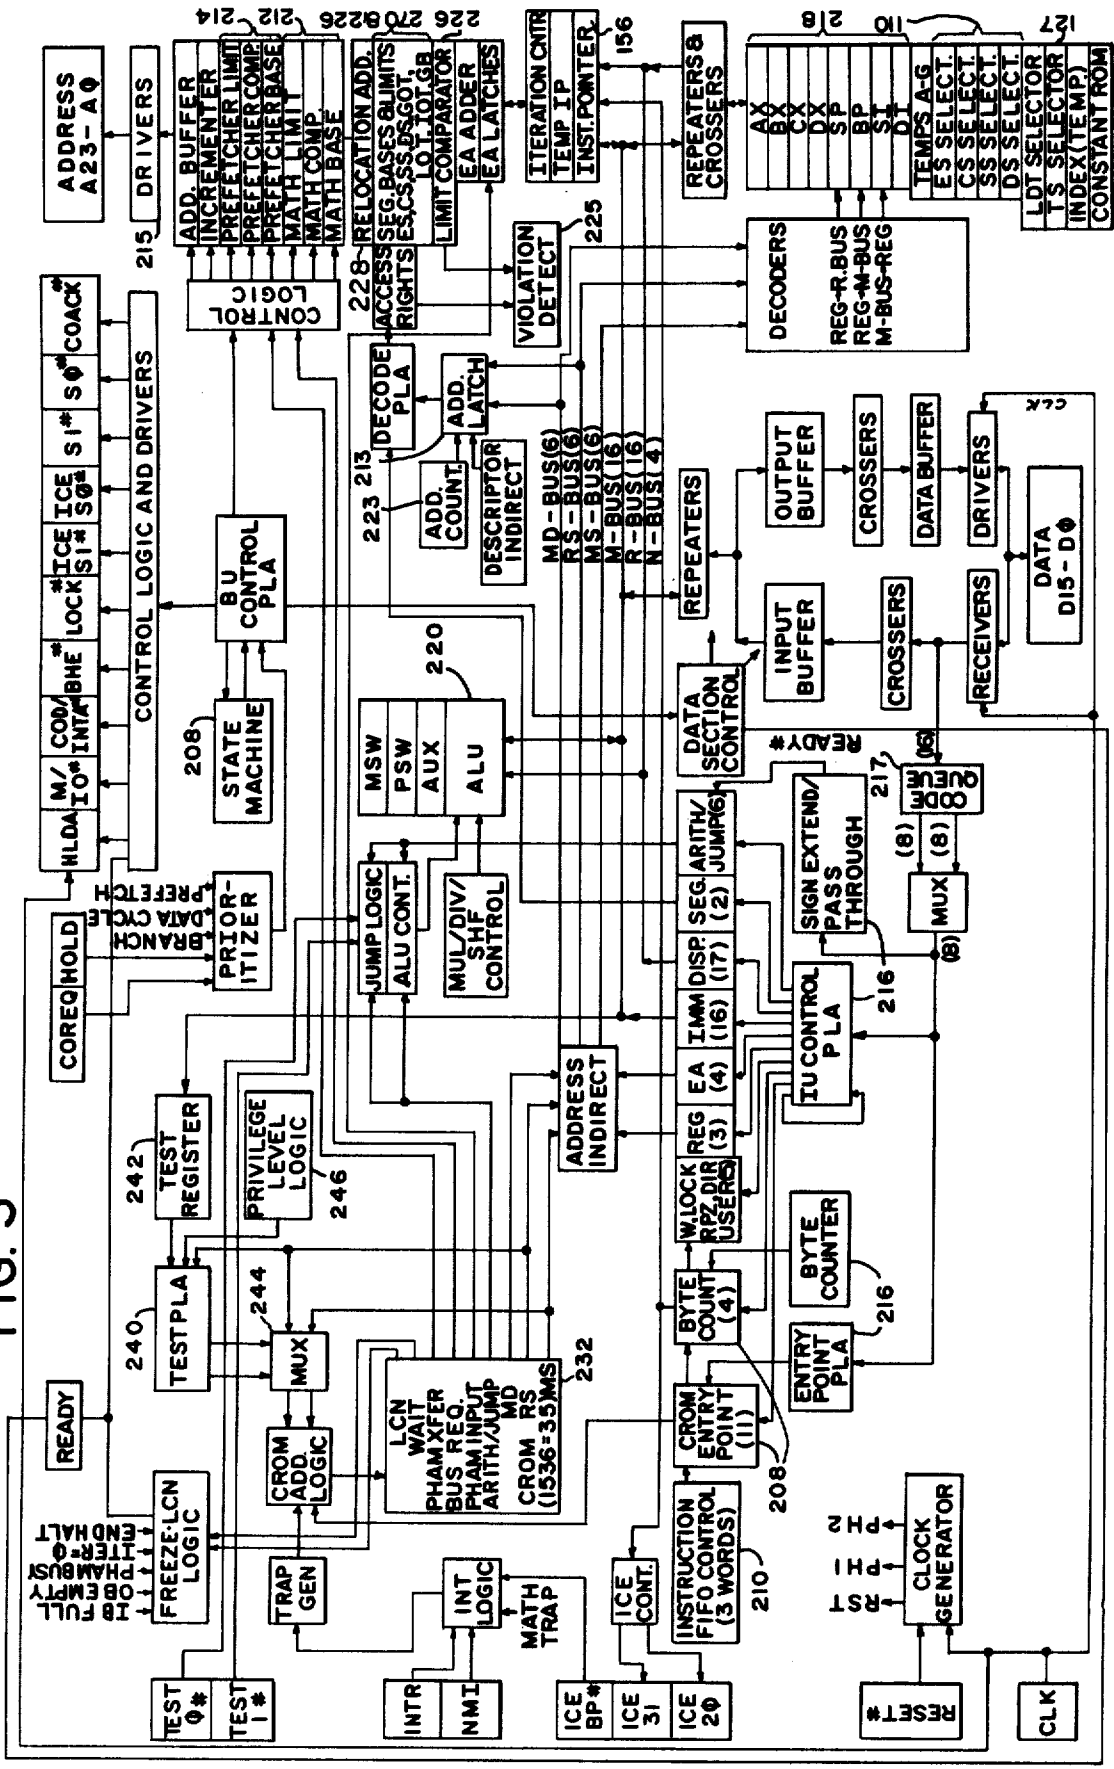 FIG. 3
ADDRESS
A23-AØ
215
DRIVERS
214
212
ADD. BUFFER
INCREMENTER
PREFETCHER LIMIT
PREFETCHER COMP.
PREFETCHER BASE
MATH LIMIT
MATH COMP.
MATH BASE
CONTROL
LOGIC
226
270
226
228
RELOCATION ADD.
ACCESS
RIGHTS
SEG. BASES & LIMITS
ES,CS,SS,DS,GDT,
LDT, IDT, GB
LIMIT COMPARATOR
EA ADDER
EA LATCHES
VIOLATION
DETECT
225
ITERATION CNTR
TEMP IP
INST. POINTER
156
REPEATERS &
CROSSERS
218
110
127
AX
BX
CX
DX
SP
BP
SI
DI
TEMPS A-G
ES SELECT.
CS SELECT.
SS SELECT.
DS SELECT.
LDT SELECTOR
TS SELECTOR
INDEX (TEMP.)
CONSTANT ROM
DECODERS
REG-R.BUS
REG-M-BUS
M-BUS-REG
HLDA
M/
IO#
COD/
INTA#
BHE#
LOCK#
ICE
S1#
ICE
SØ#
S1#
SØ#
COACK#
CONTROL LOGIC AND DRIVERS
BU
CONTROL
PLA
208
STATE
MACHINE
DECODE
PLA
213
ADD.
LATCH
223
ADD.
COUNT.
DESCRIPTOR
INDIRECT
MD-BUS(6)
RS-BUS(6)
MS-BUS(6)
M-BUS(16)
R-BUS(16)
N-BUS(4)
REPEATERS
OUTPUT
BUFFER
CROSSERS
DATA BUFFER
DRIVERS
CLK
DATA
D15-DØ
INPUT
BUFFER
CROSSERS
RECEIVERS
COREQ
HOLD
BRANCH
DATA CYCLE
PREFETCH
PRIOR-
ITIZER
220
MSW
PSW
AUX
ALU
JUMP LOGIC
ALU CONT.
MUL/DIV/
SHF
CONTROL
DATA
SECTION
CONTROL
READY#
(16)
217
CODE
QUEUE
(8)
(8)
MUX
(8)
SIGN EXTEND/
PASS
THROUGH
216
242
TEST
REGISTER
PRIVILEGE
LEVEL
LOGIC
246
240
TEST PLA
244
MUX
ADDRESS
INDIRECT
W. LOCK
RPZ, DIR
USER(5)
REG
(3)
EA
(4)
IMM
(16)
DISP.
(17)
SEG.
(2)
ARITH/
JUMP(6)
IU CONTROL
PLA
BYTE
COUNTER
216
ENTRY
POINT
PLA
BYTE
COUNT
(4)
CROM
ENTRY
POINT
(11)
208
INSTRUCTION
FIFO CONTROL
(3 WORDS)
210
READY
IB FULL
OB EMPTY
PHAM BUSY
ITER=Ø
END HALT
FREEZE-LCN
LOGIC
CROM
ADD.
LOGIC
LCN
WAIT
PHAM XFER
BUS REQ.
PHAM INPUT
ARITH/JUMP
MD
CROM RS
(1536=35)MS
232
TRAP
GEN
INT
LOGIC
MATH
TRAP
ICE
CONT.
TEST
Ø#
TEST
1#
INTR
NMI
ICE
BP#
ICE
31
ICE
2Ø
RST
PH1
PH2
CLOCK
GENERATOR
RESET#
CLK